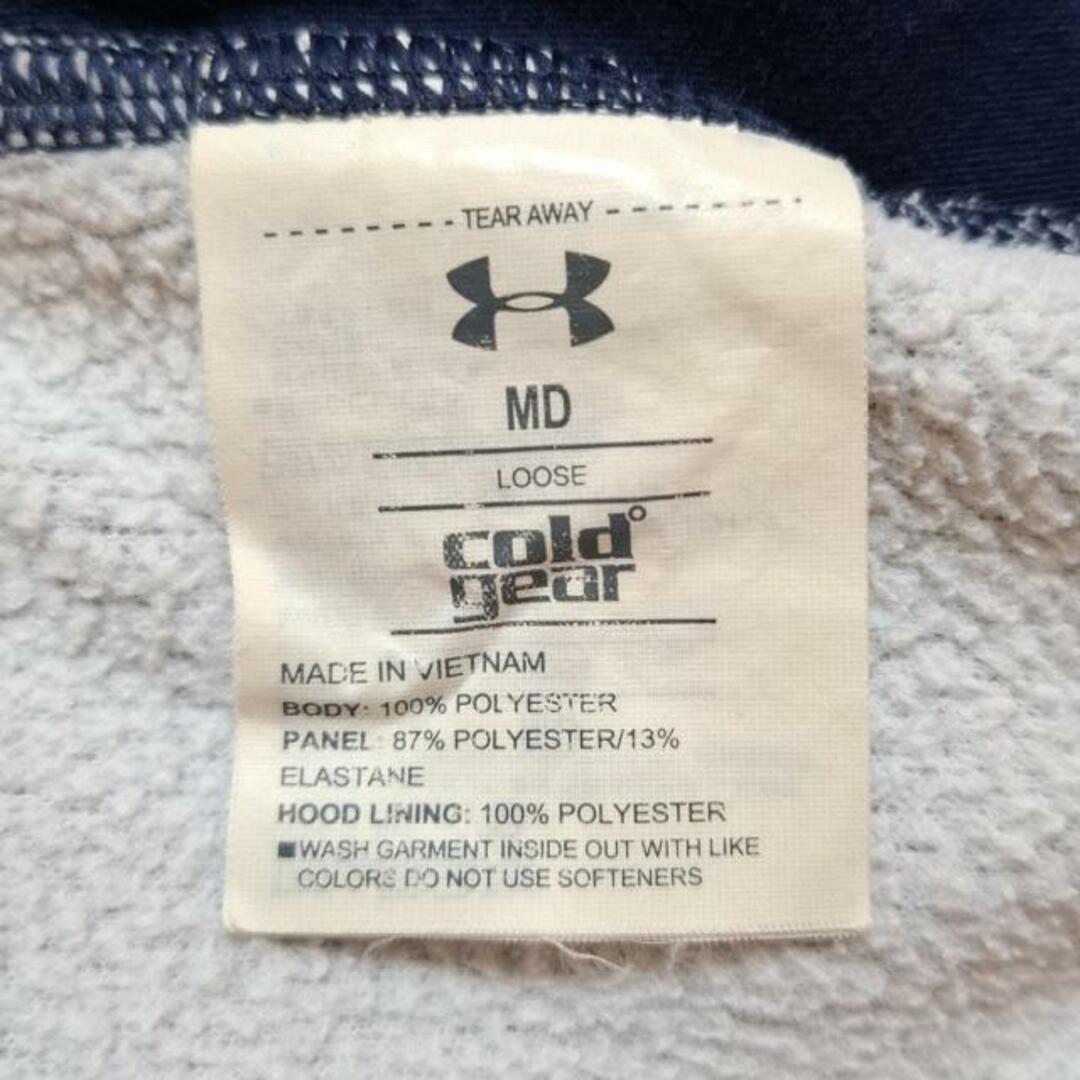 TEAR AWAY
MD
LOOSE
cold°
gear
MADE IN VIETNAM
BODY: 100% POLYESTER
PANEL: 87% POLYESTER/13%
ELASTANE
HOOD LINING: 100% POLYESTER
■WASH GARMENT INSIDE OUT WITH LIKE
COLORS DO NOT USE SOFTENERS